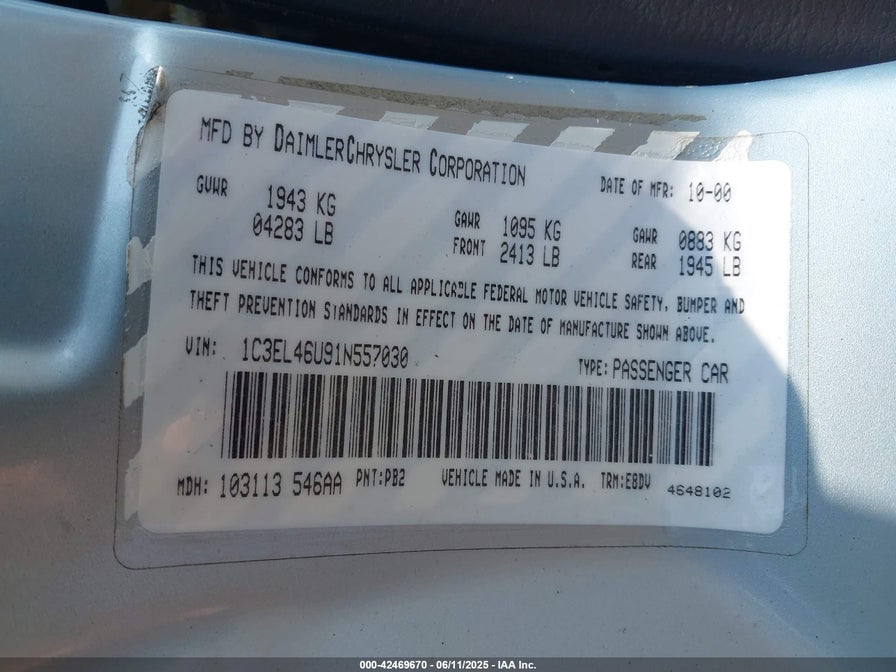 MFD BY DAIMLERCHRYSLER CORPORATION
DATE OF MFR: 10-00
GVWR 1943 KG
04283 LB
GAWR FRONT 1095 KG
2413 LB
GAWR REAR 0883 KG
1945 LB
THIS VEHICLE CONFORMS TO ALL APPLICABLE FEDERAL MOTOR VEHICLE SAFETY, BUMPER AND
THEFT PREVENTION STANDARDS IN EFFECT ON THE DATE OF MANUFACTURE SHOWN ABOVE.
VIN: 1C3EL46U91N557030
TYPE: PASSENGER CAR
MDH: 103113 546AA PNT:PB2 VEHICLE MADE IN U.S.A. TRM:E8DV 4648102
000-42469670 - 06/11/2025 - IAA Inc.